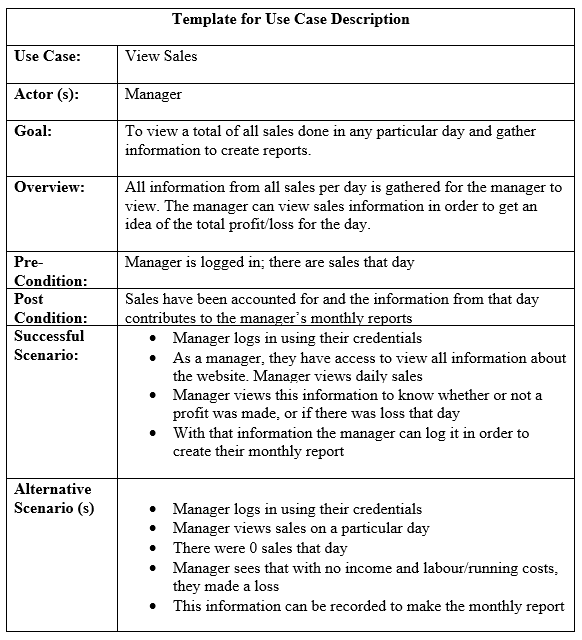 Template for Use Case Description
Use Case: View Sales
Actor (s): Manager
Goal: To view a total of all sales done in any particular day and gather
information to create reports.
Overview: All information from all sales per day is gathered for the manager to
view. The manager can view sales information in order to get an
idea of the total profit/loss for the day.
Pre- Manager is logged in; there are sales that day
Condition:
Post Sales have been accounted for and the information from that day
Condition: contributes to the manager’s monthly reports
Successful • Manager logs in using their credentials
Scenario: • As a manager, they have access to view all information about
the website. Manager views daily sales
• Manager views this information to know whether or not a
profit was made, or if there was loss that day
• With that information the manager can log it in order to
create their monthly report
Alternative
Scenario (s) • Manager logs in using their credentials
• Manager views sales on a particular day
• There were 0 sales that day
• Manager sees that with no income and labour/running costs,
they made a loss
• This information can be recorded to make the monthly report